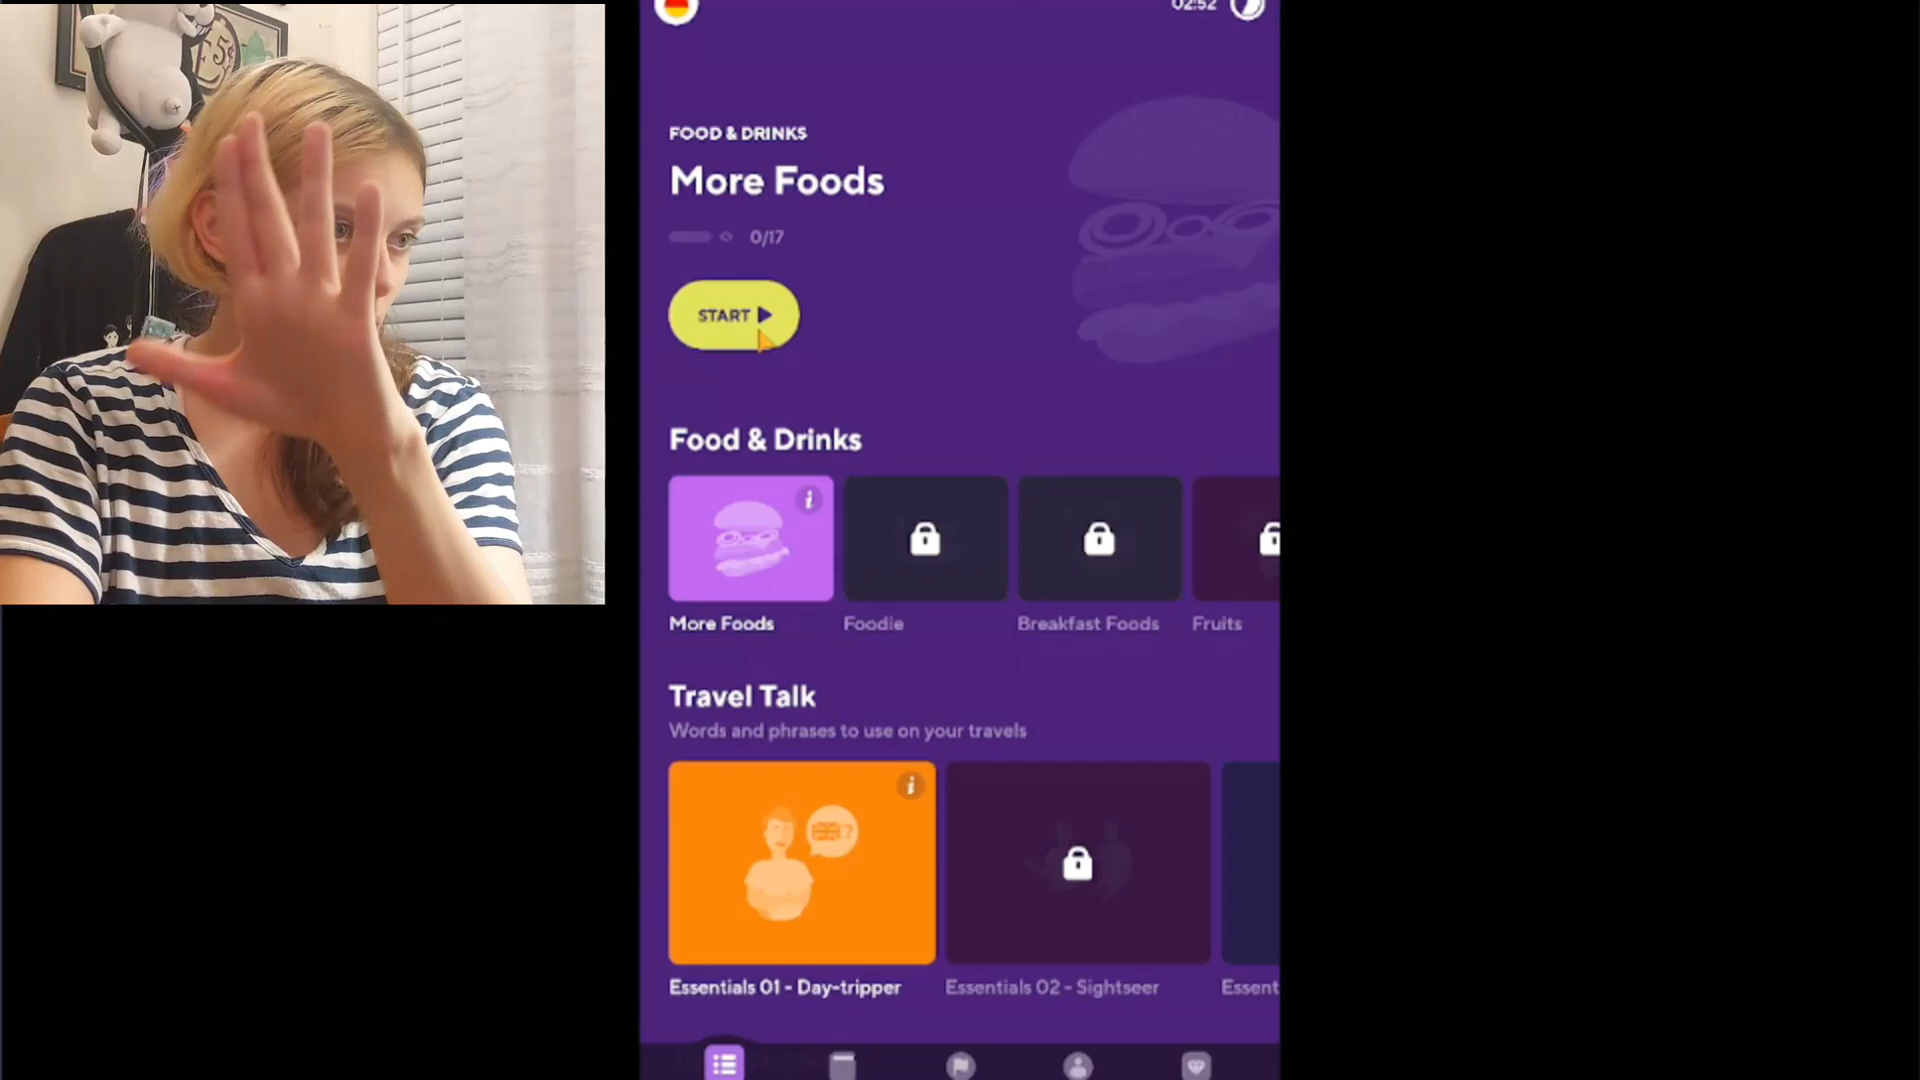 02:52
FOOD & DRINKS
More Foods
0/17
START
Food & Drinks
More Foods
Foodie
Breakfast Foods
Fruits
Travel Talk
Words and phrases to use on your travels
?
Essentials 01 - Day-tripper
Essentials 02 - Sightseer
Essent